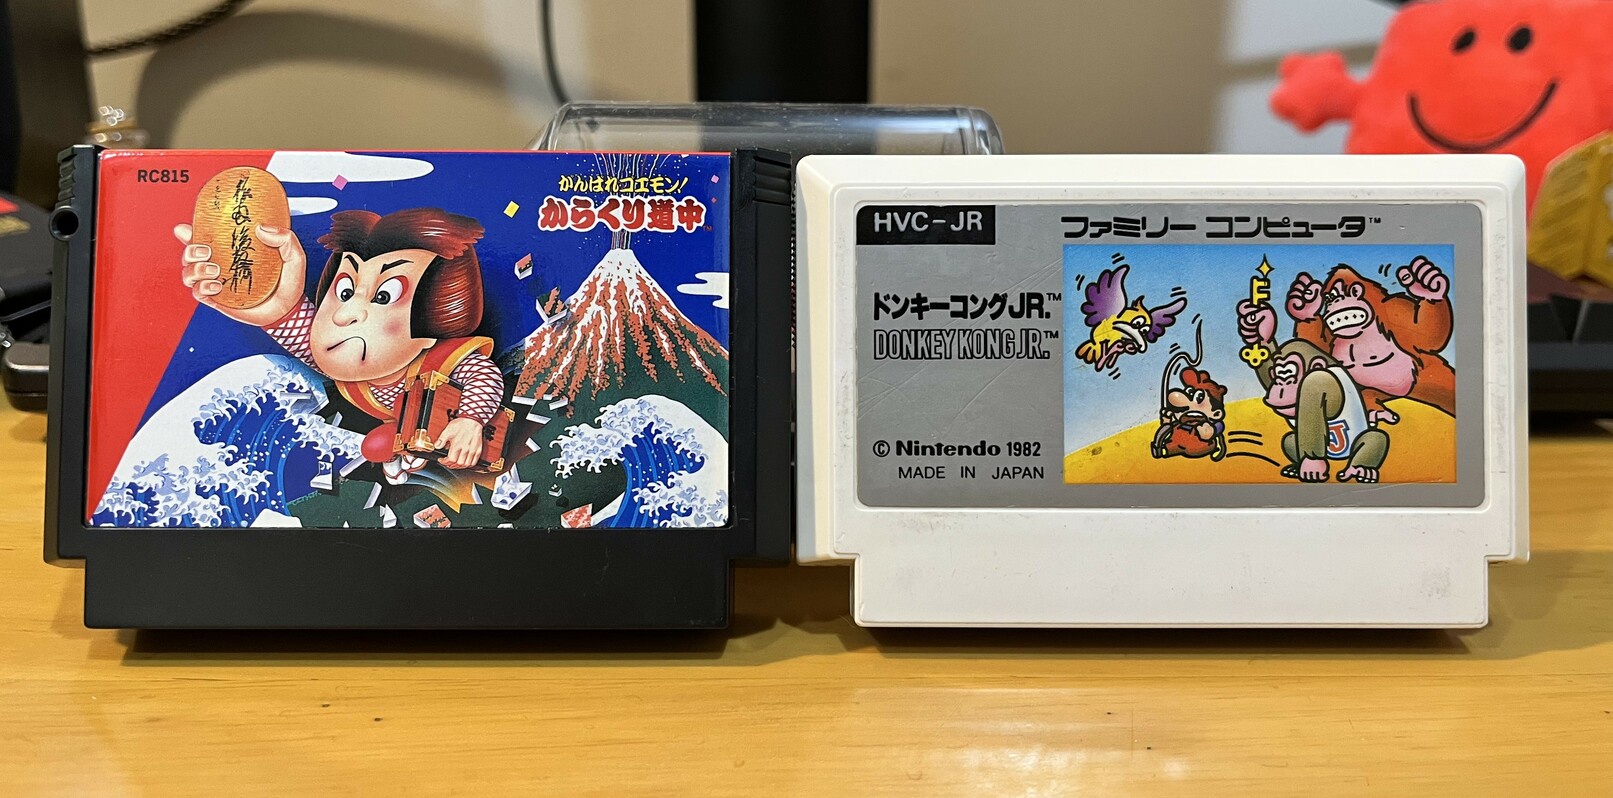 RC815
がんばれゴエモン!
からくり道中™
HVC-JR
ファミリー コンピュータ™
ドンキーコングJR.™
DONKEY KONG JR.™
© Nintendo 1982
MADE IN JAPAN
J